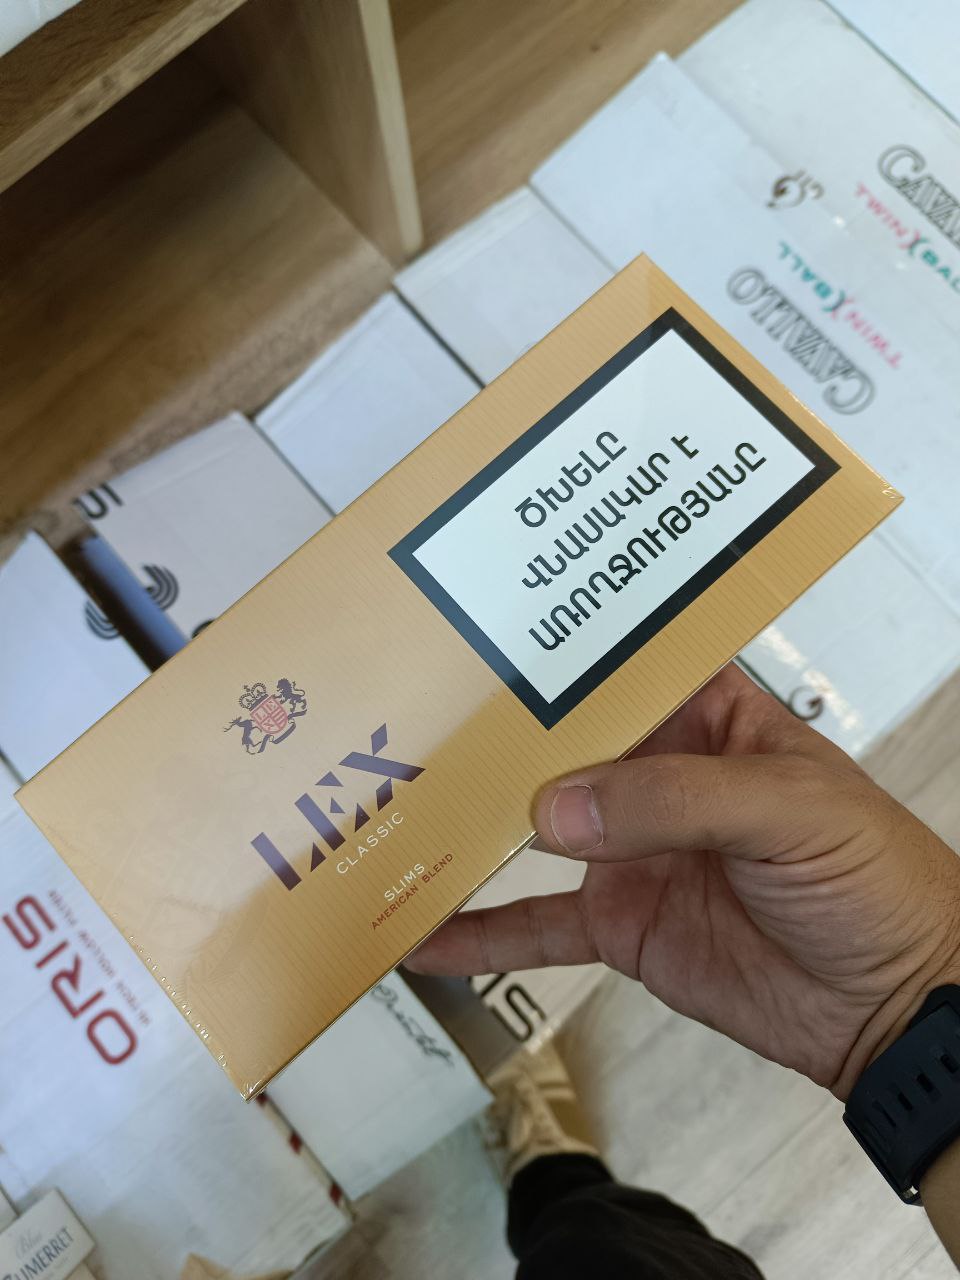 ԾԽԵԼԸ
ՎՆԱՍԱԿԱՐ Է
ԱՌՈՂՋՈՒԹՅԱՆԸ
LEX
CLASSIC
SLIMS
AMERICAN BLEND
CAVALLO
TWIN X BALL
TWIN X BALL
CAVALLO
ORIS